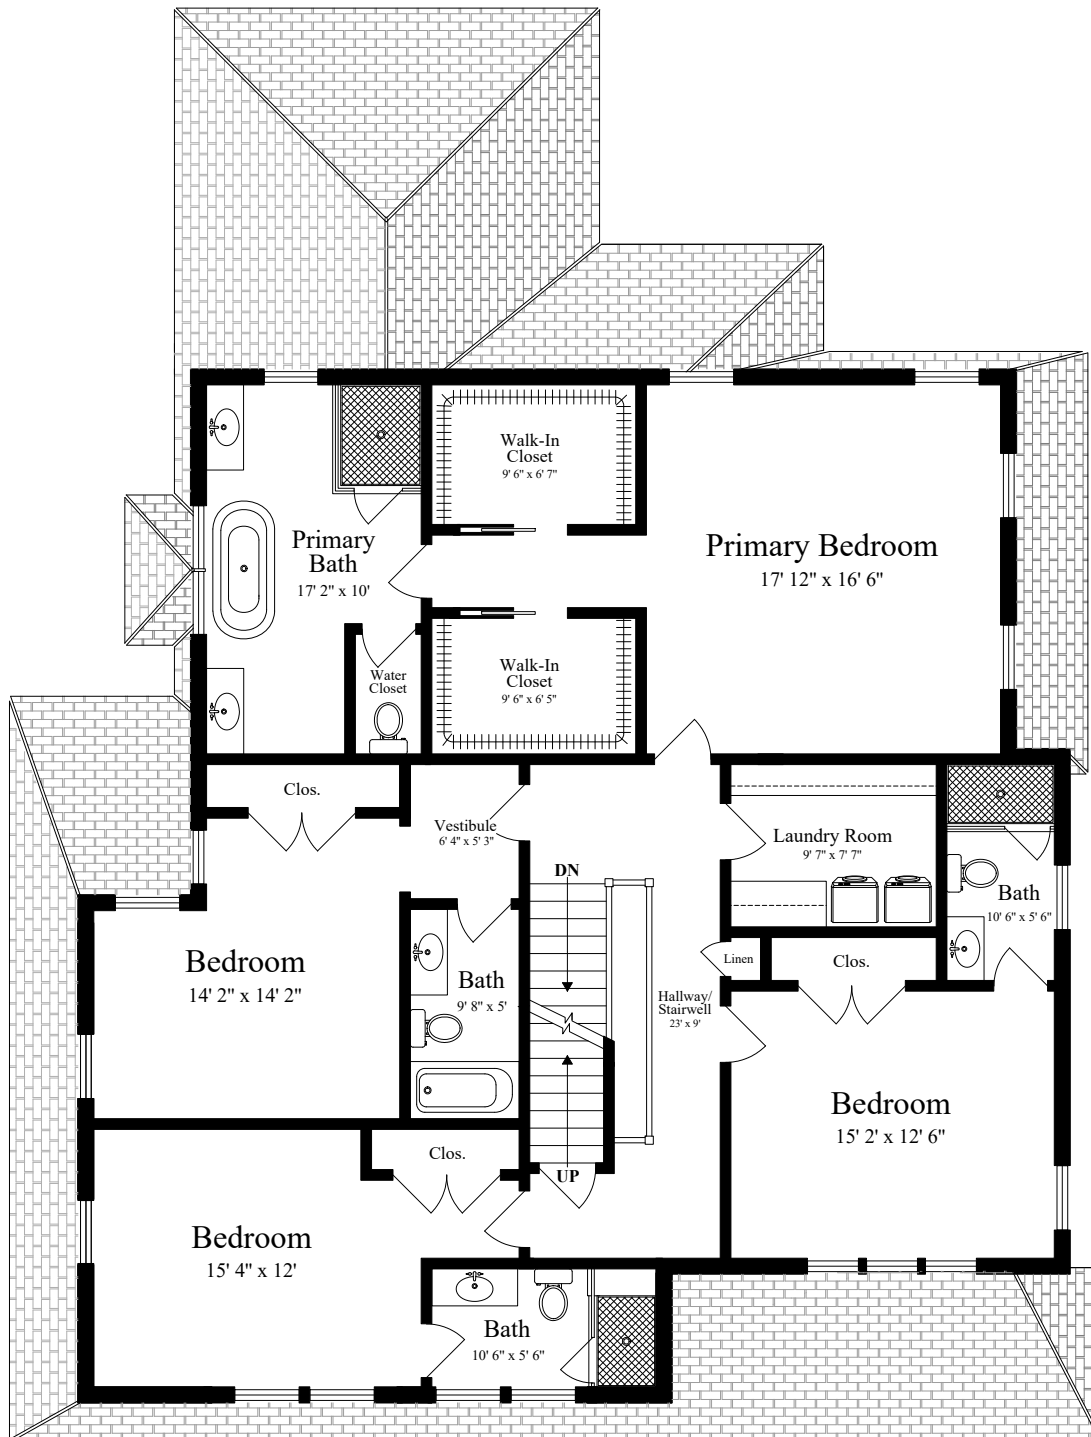 Walk-In
Closet
9' 6" x 6' 7"
Primary
Bath
17' 2" x 10'
Primary Bedroom
17' 12" x 16' 6"
Walk-In
Closet
9' 6" x 6' 5"
Water
Closet
Clos.
Vestibule
6' 4" x 5' 3"
Laundry Room
9' 7" x 7' 7"
DN
Bath
10' 6" x 5' 6"
Bedroom
14' 2" x 14' 2"
Bath
9' 8" x 5'
Linen
Clos.
Hallway/
Stairwell
23' x 9'
Bedroom
15' 2' x 12' 6"
Clos.
UP
Bedroom
15' 4" x 12'
Bath
10' 6" x 5' 6"